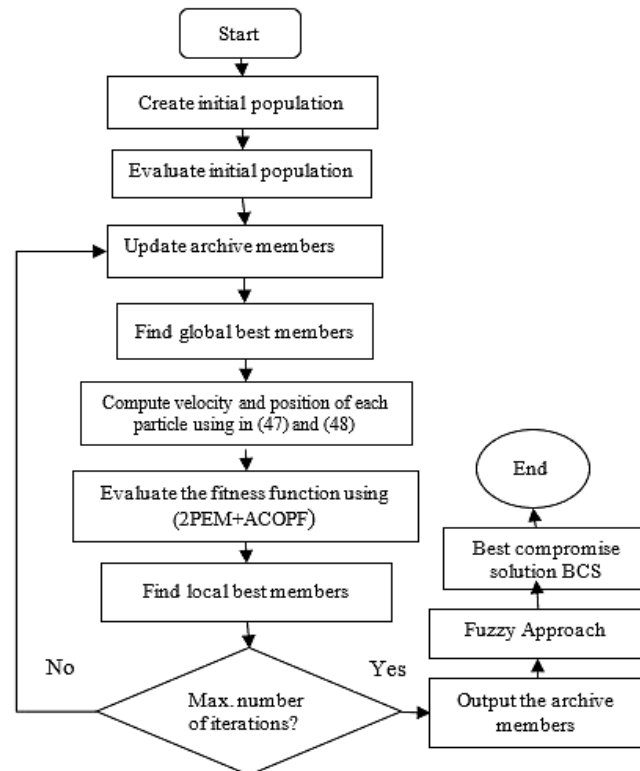 Start
Create initial population
Evaluate initial population
Update archive members
Find global best members
Compute velocity and position of each
particle using in (47) and (48)
Evaluate the fitness function using
(2PEM+ACOPF)
Find local best members
No
Yes
Max. number
of iterations?
Output the archive
members
Fuzzy Approach
Best compromise
solution BCS
End